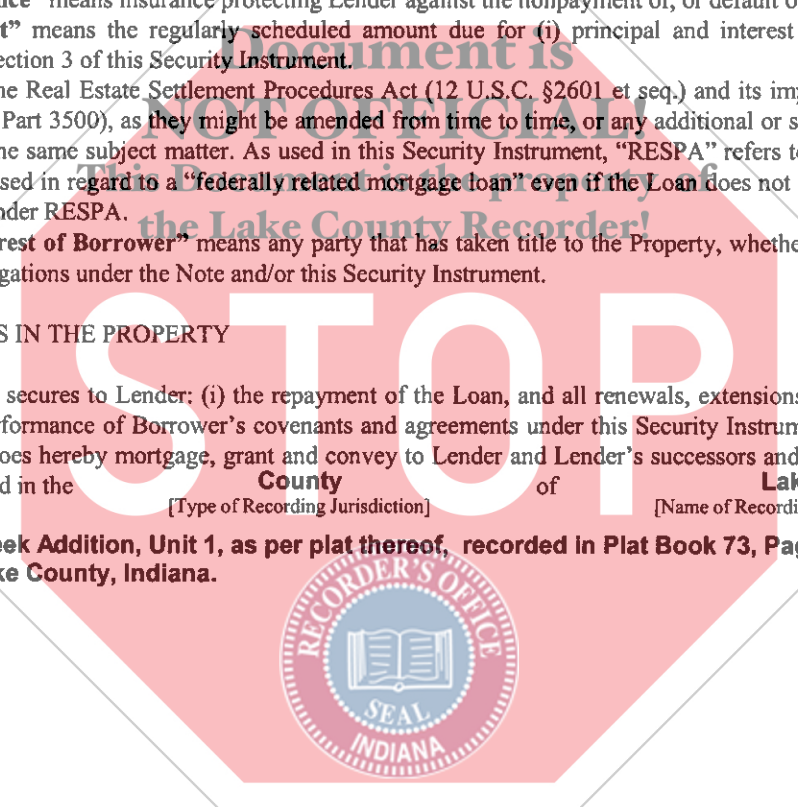 ce" means insurance protecting Lender against the nonpayment of, or default o
t" means the regularly scheduled amount due for (i) principal and interest
ection 3 of this Security Instrument.
Document is
he Real Estate Settlement Procedures Act (12 U.S.C. §2601 et seq.) and its im
NOT OFFICIAL!
Part 3500), as they might be amended from time to time, or any additional or s
he same subject matter. As used in this Security Instrument, "RESPA" refers t
This Document is the property of
sed in regard to a "federally related mortgage loan" even if the Loan does not
nder RESPA.
the Lake County Recorder!
rest of Borrower" means any party that has taken title to the Property, whethe
gations under the Note and/or this Security Instrument.
STOP
S IN THE PROPERTY
secures to Lender: (i) the repayment of the Loan, and all renewals, extensions
rformance of Borrower's covenants and agreements under this Security Instrum
oes hereby mortgage, grant and convey to Lender and Lender's successors and
d in the County of Lak
[Type of Recording Jurisdiction] [Name of Recordi
eek Addition, Unit 1, as per plat thereof, recorded in Plat Book 73, Pag
ke County, Indiana.
RECORDER'S OFFICE
SEAL
INDIANA